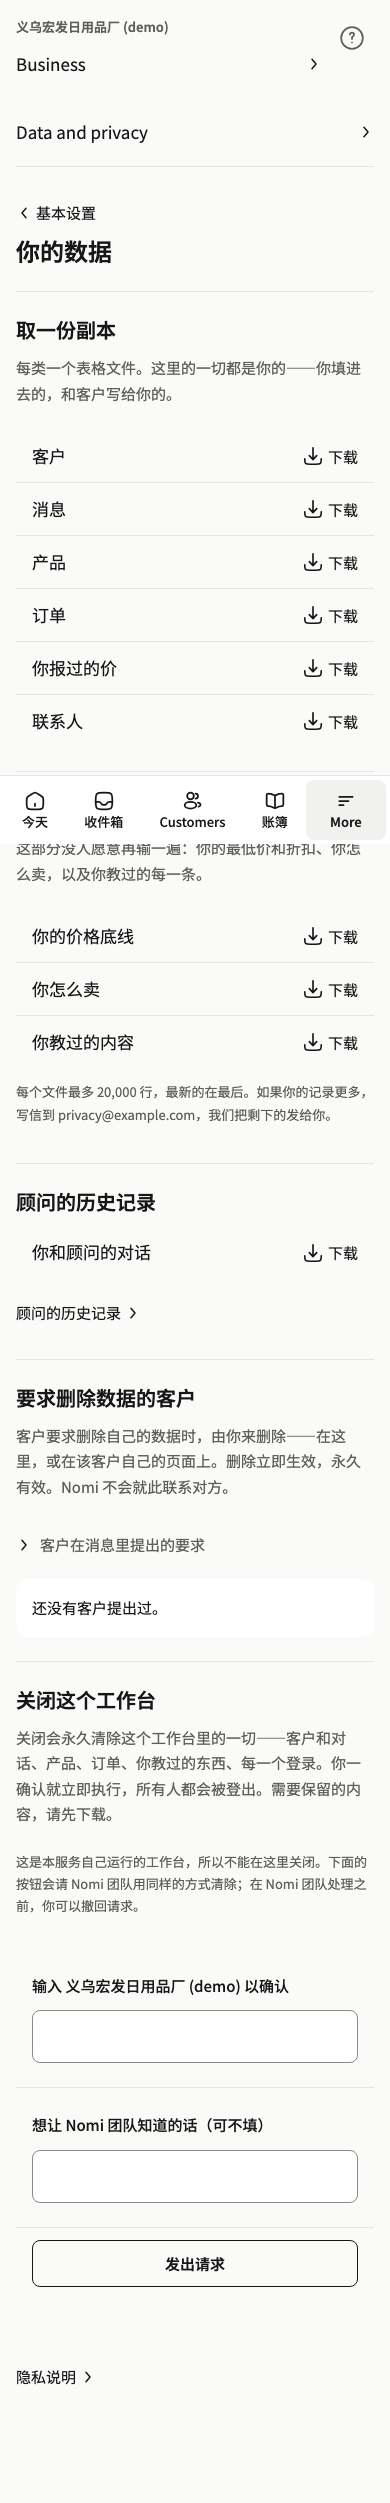 义乌宏发日用品厂 (demo)
Business
Data and privacy
基本设置
你的数据
取一份副本
每类一个表格文件。这里的一切都是你的——你填进
去的，和客户写给你的。
客户 下载
消息 下载
产品 下载
订单 下载
你报过的价 下载
联系人 下载
今天 收件箱 Customers 账簿 More
这部分没人愿意再输一遍：你的最低价和折扣、你怎
么卖，以及你教过的每一条。
你的价格底线 下载
你怎么卖 下载
你教过的内容 下载
每个文件最多 20,000 行，最新的在最后。如果你的记录更多，
写信到 privacy@example.com，我们把剩下的发给你。
顾问的历史记录
你和顾问的对话 下载
顾问的历史记录
要求删除数据的客户
客户要求删除自己的数据时，由你来删除——在这
里，或在该客户自己的页面上。删除立即生效，永久
有效。Nomi 不会就此联系对方。
客户在消息里提出的要求
还没有客户提出过。
关闭这个工作台
关闭会永久清除这个工作台里的一切——客户和对
话、产品、订单、你教过的东西、每一个登录。你一
确认就立即执行，所有人都会被登出。需要保留的内
容，请先下载。
这是本服务自己运行的工作台，所以不能在这里关闭。下面的
按钮会请 Nomi 团队用同样的方式清除；在 Nomi 团队处理之
前，你可以撤回请求。
输入 义乌宏发日用品厂 (demo) 以确认
想让 Nomi 团队知道的话（可不填）
发出请求
隐私说明